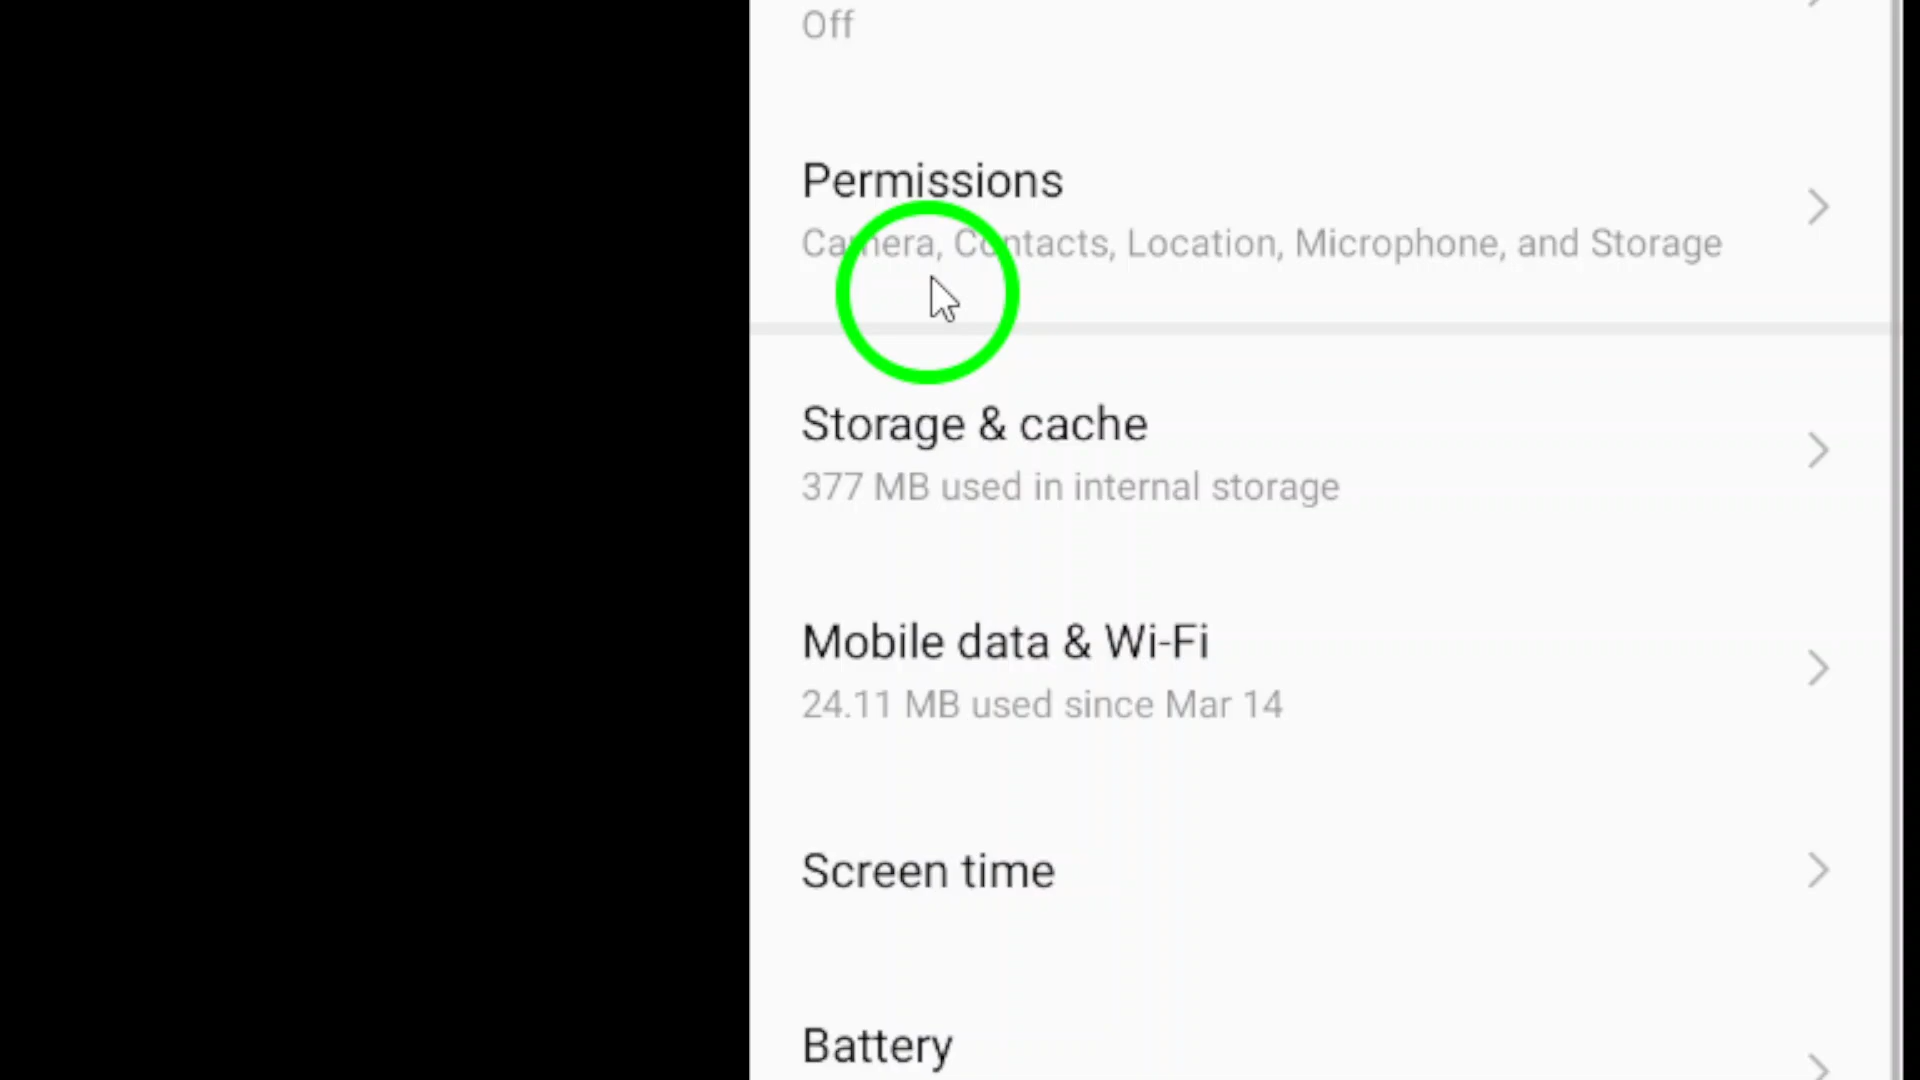 Off
Permissions
Camera, Contacts, Location, Microphone, and Storage
Storage & cache
377 MB used in internal storage
Mobile data & Wi-Fi
24.11 MB used since Mar 14
Screen time
Battery